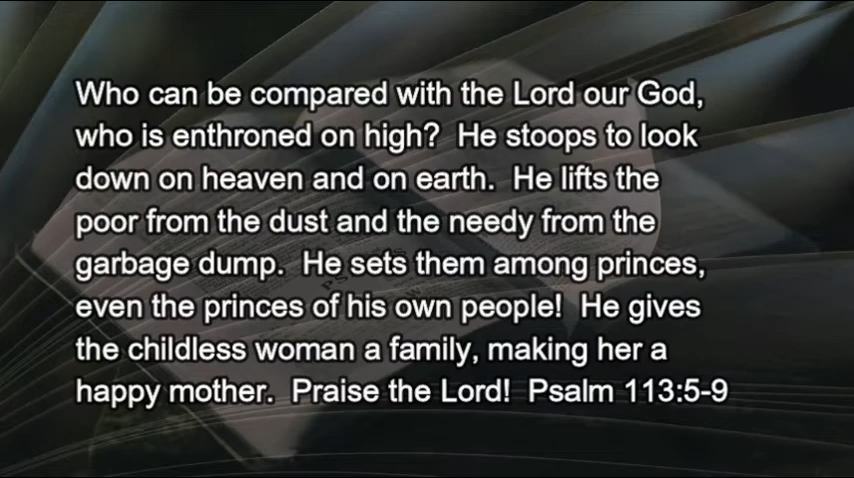 Who can be compared with the Lord our God,
who is enthroned on high?  He stoops to look
down on heaven and on earth.  He lifts the
poor from the dust and the needy from the
garbage dump.  He sets them among princes,
even the princes of his own people!  He gives
the childless woman a family, making her a
happy mother.  Praise the Lord!  Psalm 113:5-9